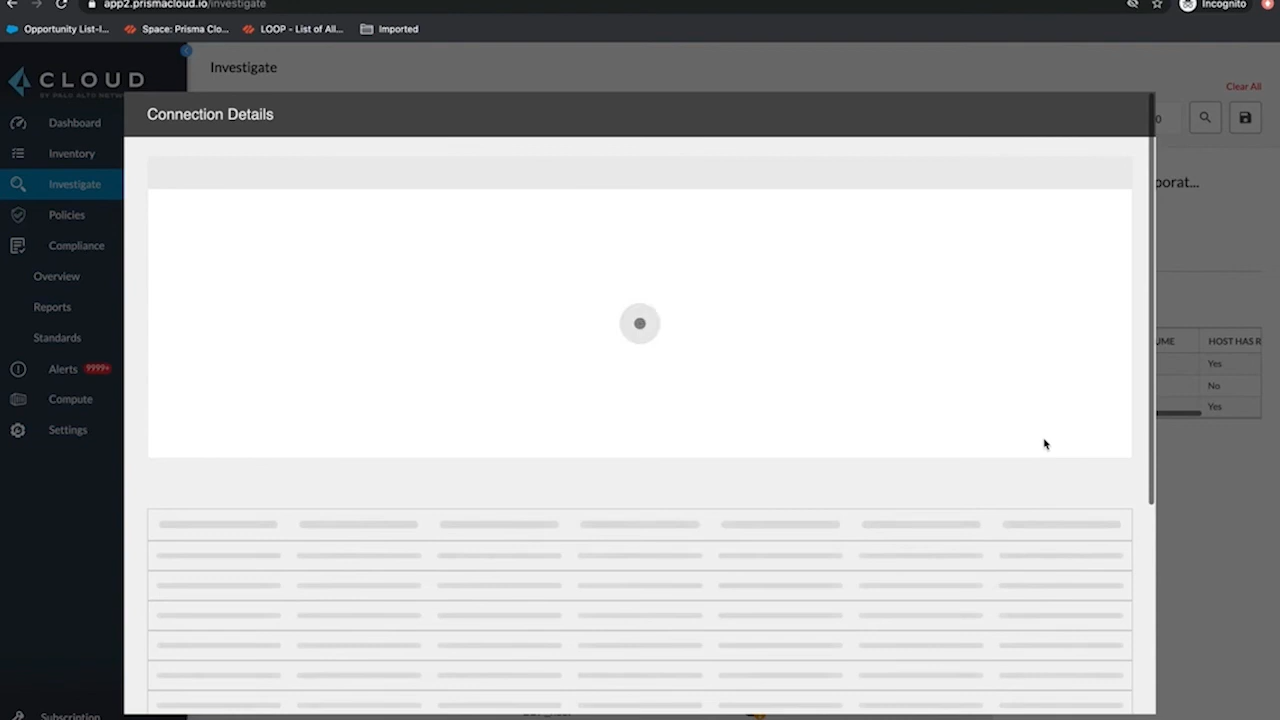 app2.prismacloud.io/investigate
Incognito
Opportunity List-I...
Space: Prisma Clo...
LOOP - List of All...
Imported
CLOUD
BY PALO ALTO NETW
Investigate
Clear All
Connection Details
0
Dashboard
Inventory
Investigate
Policies
Compliance
Overview
Reports
Standards
Alerts 9999+
Compute
Settings
Subscription
porat...
UME
HOST HAS R
Yes
No
Yes